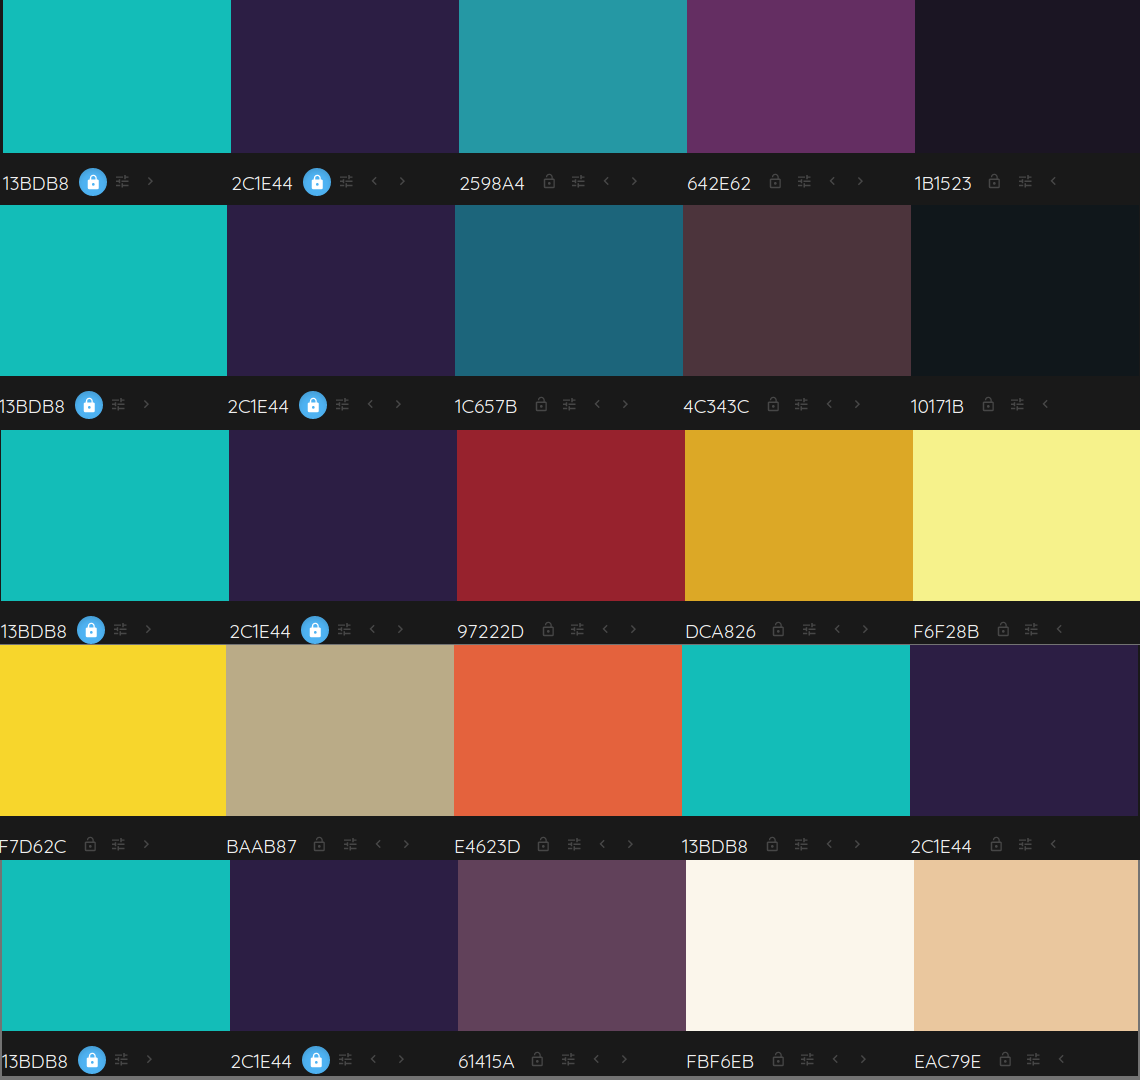 13BDB8 2C1E44 2598A4 642E62 1B1523
13BDB8 2C1E44 1C657B 4C343C 10171B
13BDB8 2C1E44 97222D DCA826 F6F28B
F7D62C BAAB87 E4623D 13BDB8 2C1E44
13BDB8 2C1E44 61415A FBF6EB EAC79E